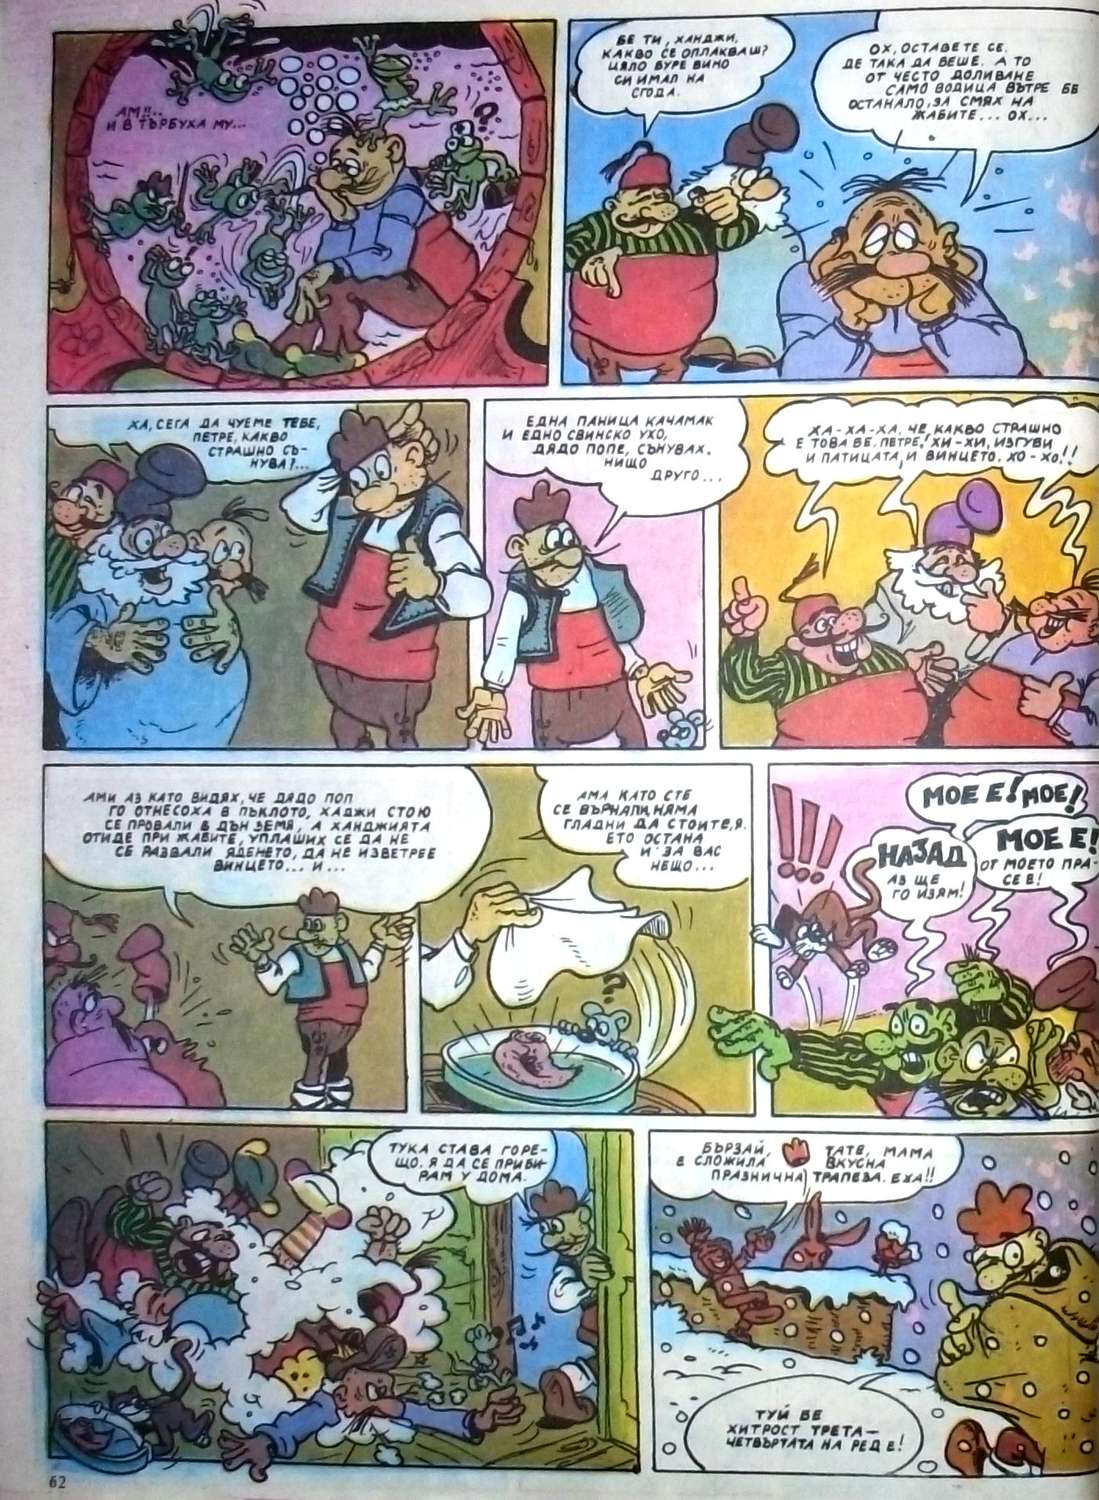 АМ!!..
И В ТЪРБУХА МУ...
?
БЕ ТИ, ХАНДЖИ,
КАКВО СЕ ОПЛАКВАШ?
ЦЯЛО БУРЕ ВИНО
СИ ИМАЛ НА
СГОДА.
ОХ, ОСТАВЕТЕ СЕ.
ДЕ ТАКА ДА БЕШЕ. А ТО
ОТ ЧЕСТО ДОЛИВАНЕ
САМО ВОДИЦА ВЪТРЕ БЕ
ОСТАНАЛО, ЗА СМЯХ НА
ЖАБИТЕ... ОХ...
ХА, СЕГА ДА ЧУЕМЕ ТЕБЕ,
ПЕТРЕ, КАКВО
СТРАШНО СЪ-
НУВА?...
ЕДНА ПАНИЦА КАЧАМАК
И ЕДНО СВИНСКО УХО,
ДЯДО ПОПЕ, СЪНУВАХ.
НИЩО
ДРУГО...
ХА-ХА-ХА, ЧЕ КАКВО СТРАШНО
Е ТОВА БЕ, ПЕТРЕ! ХИ-ХИ, ИЗГУВИ
И ПАТИЦАТА, И ВИНЦЕТО. ХО-ХО!!
АМИ АЗ КАТО ВИДЯХ, ЧЕ ДЯДО ПОП
ГО ОТНЕСОХА В ПЪКЛОТО, ХАДЖИ СТОЮ
СЕ ПРОВАЛИ В ДЪН ЗЕМЯ, А ХАНДЖИЯТА
ОТИДЕ ПРИ ЖАБИТЕ, УПЛАШИХ СЕ ДА НЕ
СЕ РАЗВАЛИ ЯДЕНЕТО, ДА НЕ ИЗВЕТРЕЕ
ВИНЦЕТО... И...
АМА КАТО СТЕ
СЕ ВЪРНАЛИ, НЯМА
ГЛАДНИ ДА СТОИТЕ, Я.
ЕТО ОСТАНА
И ЗА ВАС
НЕЩО...
?
!!!
МОЕ Е! МОЕ!
НАЗАД
АЗ ЩЕ
ГО ИЗЯМ!
МОЕ Е!
ОТ МОЕТО ПРА-
СЕ Е!
ТУКА СТАВА ГОРЕ-
ЩО. Я ДА СЕ ПРИБИ-
РАМ У ДОМА.
БЪРЗАЙ, ТАТЕ, МАМА
Е СЛОЖИЛА ВКУСНА
ПРАЗНИЧНА ТРАПЕЗА. ЕХА!!
ТУЙ БЕ
ХИТРОСТ ТРЕТА-
ЧЕТВЪРТАТА НА РЕД Е!
62